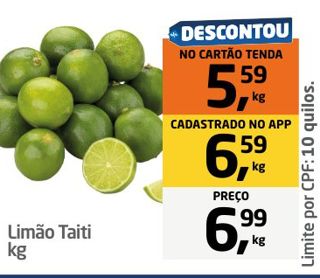 DESCONTOU
NO CARTÃO TENDA
5,59 kg
CADASTRADO NO APP
6,59 kg
PREÇO
6,99 kg
Limão Taiti
kg
Limite por CPF: 10 quilos.